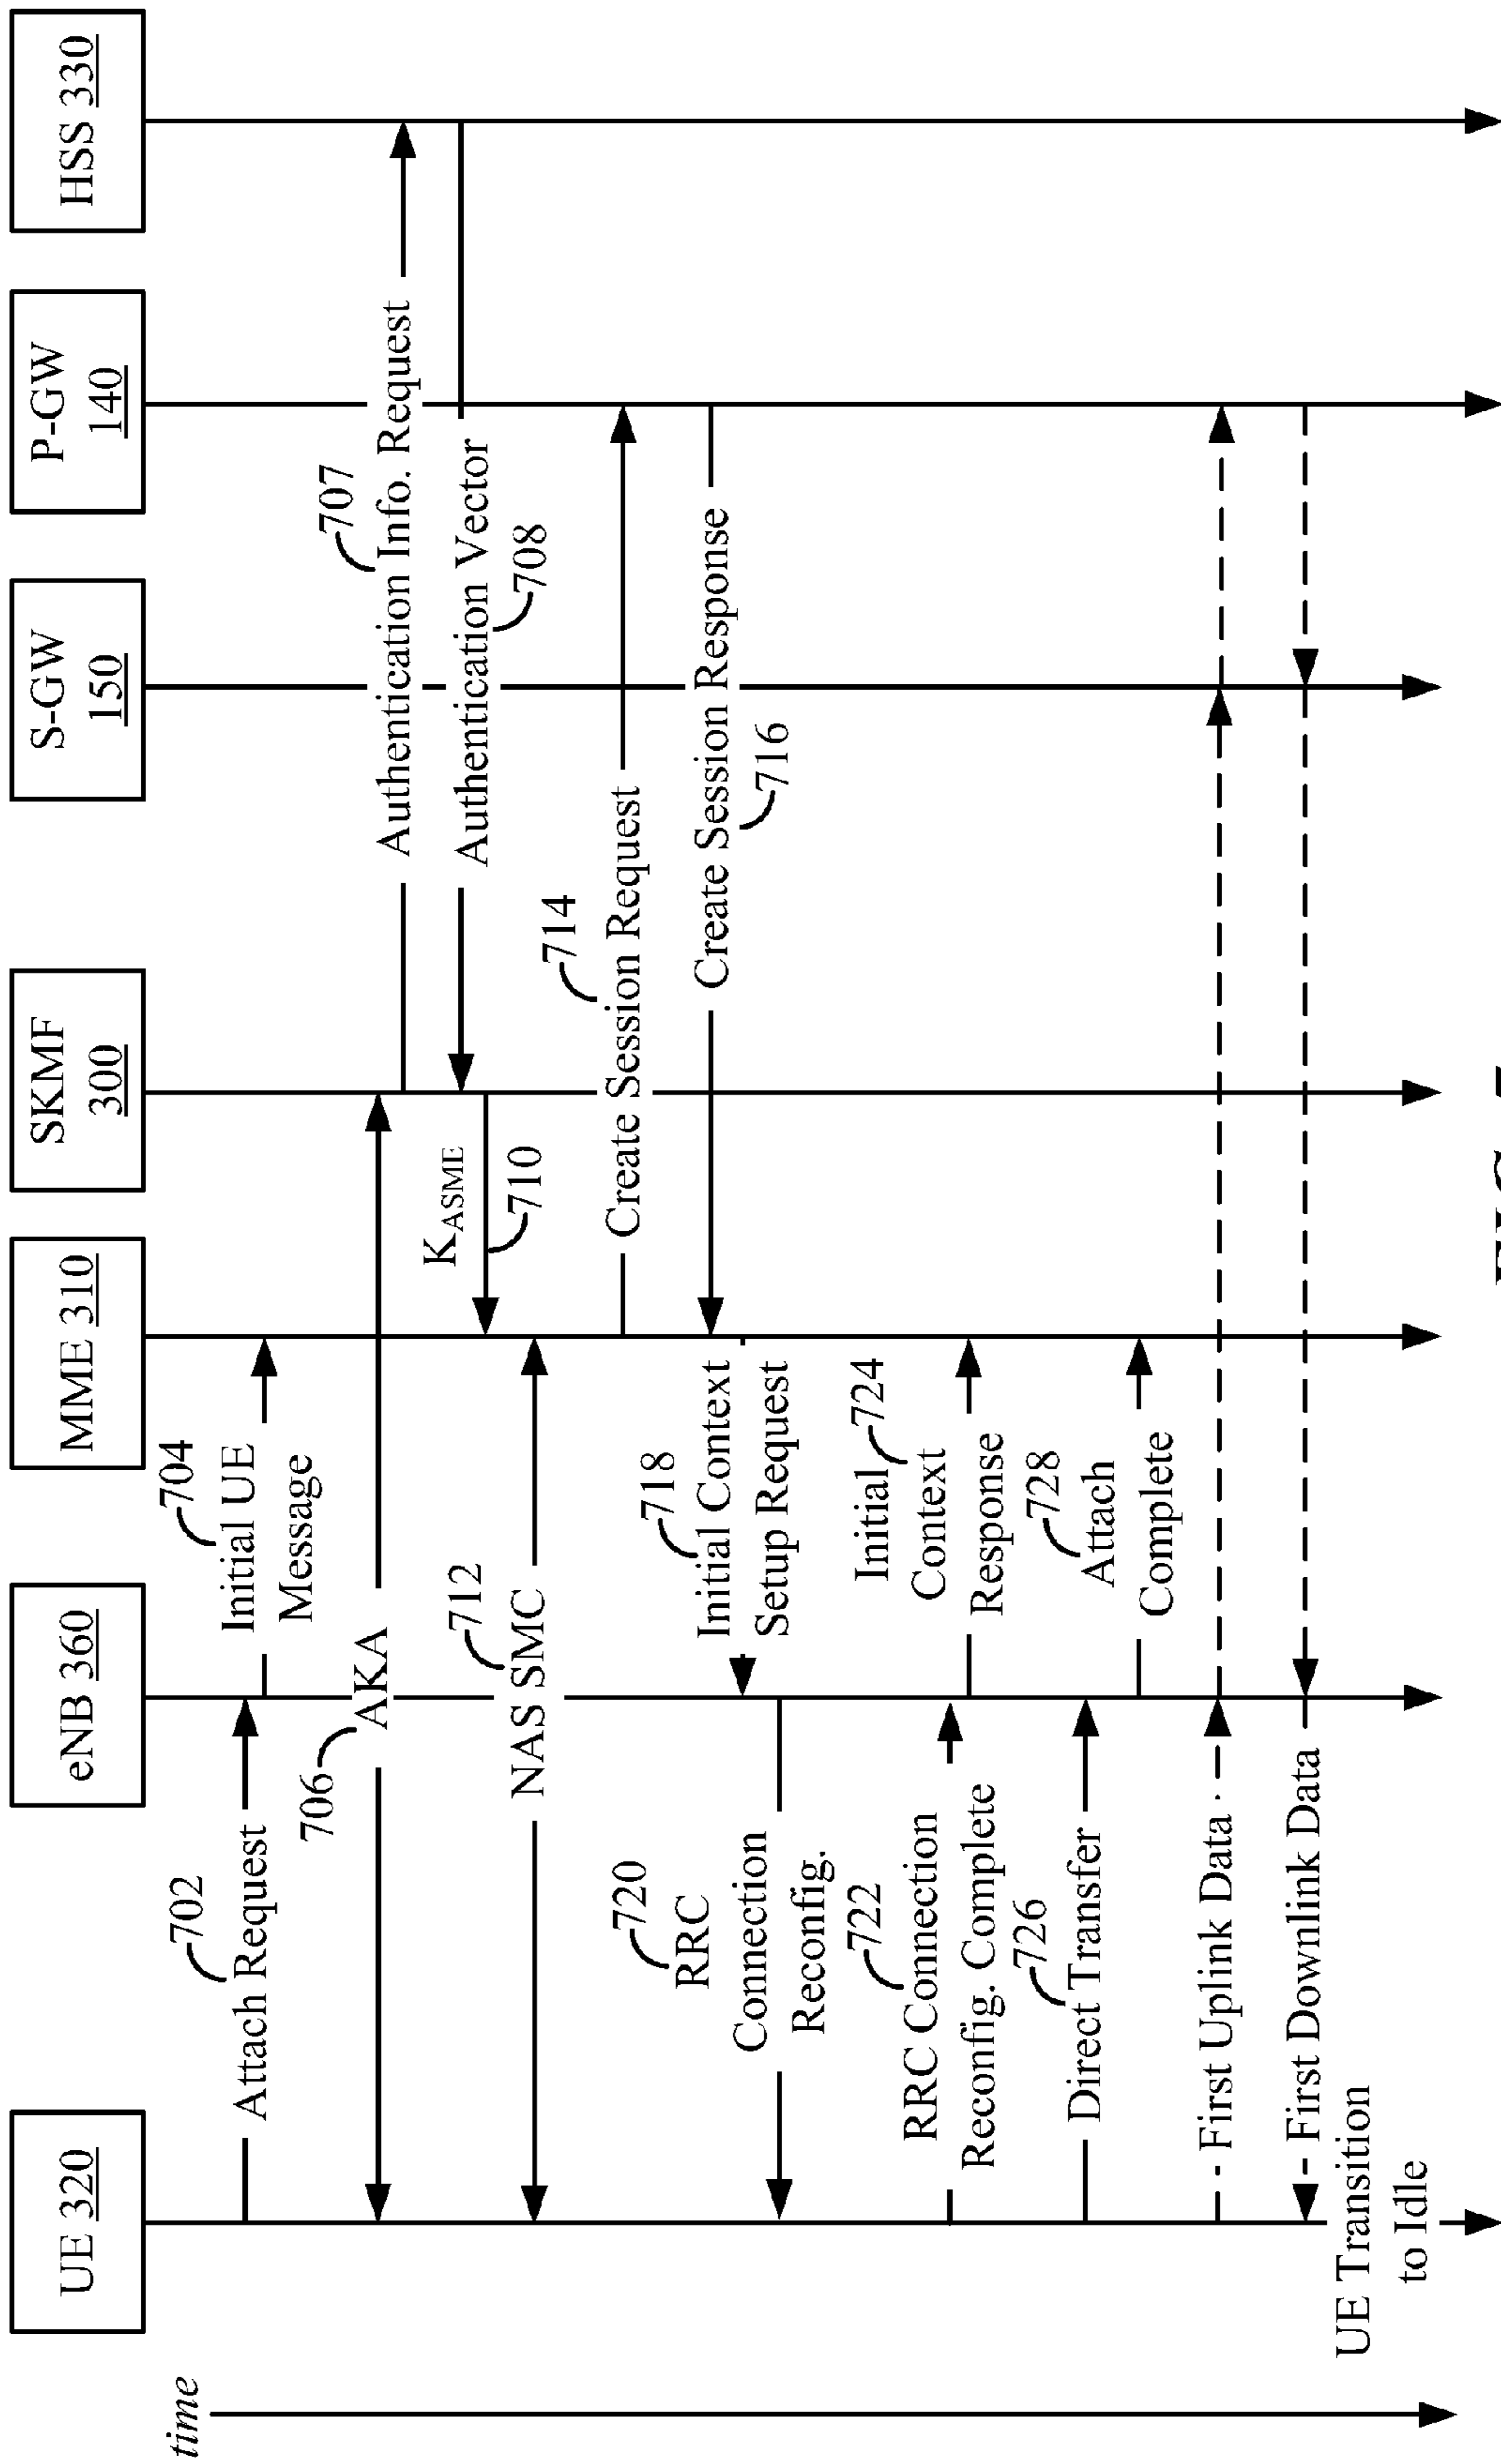 time
UE 320
eNB 360
MME 310
SKMF
300
S-GW
150
P-GW
140
HSS 330
702
Attach Request
704
Initial UE
Message
706
AKA
707
Authentication Info. Request
Authentication Vector
708
KASME
710
712
NAS SMC
714
Create Session Request
Create Session Response
716
718
Initial Context
Setup Request
720
RRC
Connection
Reconfig.
722
RRC Connection
Reconfig. Complete
724
Initial
Context
Response
726
Direct Transfer
728
Attach
Complete
First Uplink Data
First Downlink Data
UE Transition
to Idle